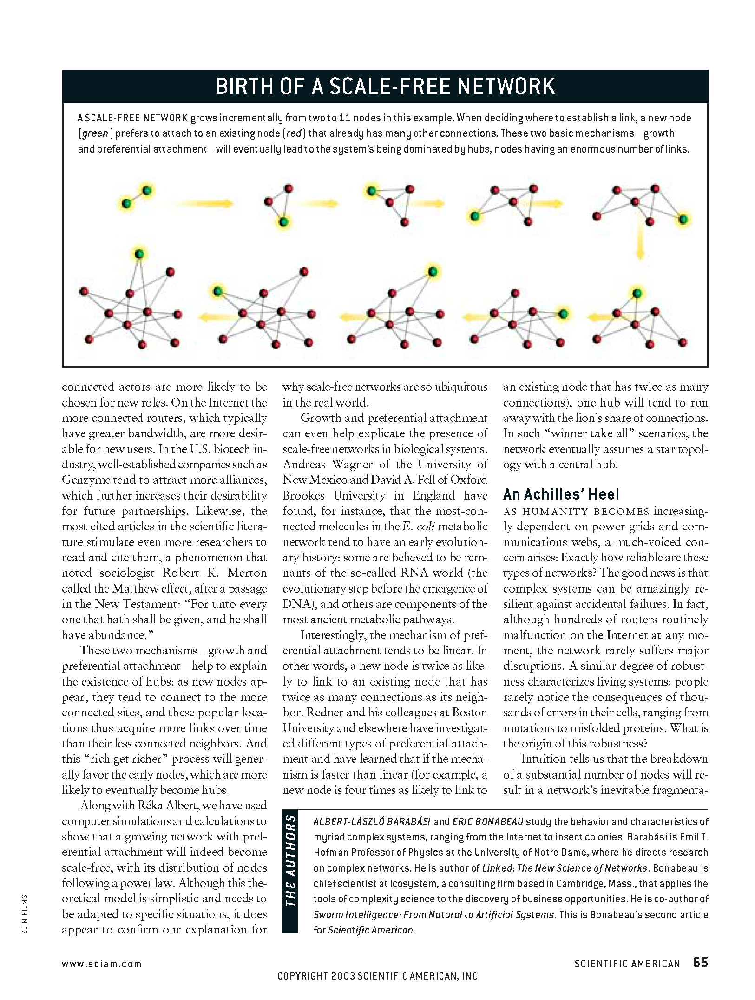 BIRTH OF A SCALE-FREE NETWORK
A SCALE-FREE NETWORK grows incrementally from two to 11 nodes in this example. When deciding where to establish a link, a new node
(green) prefers to attach to an existing node (red) that already has many other connections. These two basic mechanisms—growth
and preferential attachment—will eventually lead to the system's being dominated by hubs, nodes having an enormous number of links.
connected actors are more likely to be
chosen for new roles. On the Internet the
more connected routers, which typically
have greater bandwidth, are more desir-
able for new users. In the U.S. biotech in-
dustry, well-established companies such as
Genzyme tend to attract more alliances,
which further increases their desirability
for future partnerships. Likewise, the
most cited articles in the scientific litera-
ture stimulate even more researchers to
read and cite them, a phenomenon that
noted sociologist Robert K. Merton
called the Matthew effect, after a passage
in the New Testament: “For unto every
one that hath shall be given, and he shall
have abundance.”
These two mechanisms—growth and
preferential attachment—help to explain
the existence of hubs: as new nodes ap-
pear, they tend to connect to the more
connected sites, and these popular loca-
tions thus acquire more links over time
than their less connected neighbors. And
this “rich get richer” process will gener-
ally favor the early nodes, which are more
likely to eventually become hubs.
Along with Réka Albert, we have used
computer simulations and calculations to
show that a growing network with pref-
erential attachment will indeed become
scale-free, with its distribution of nodes
following a power law. Although this the-
oretical model is simplistic and needs to
be adapted to specific situations, it does
appear to confirm our explanation for
why scale-free networks are so ubiquitous
in the real world.
Growth and preferential attachment
can even help explicate the presence of
scale-free networks in biological systems.
Andreas Wagner of the University of
New Mexico and David A. Fell of Oxford
Brookes University in England have
found, for instance, that the most-con-
nected molecules in the E. coli metabolic
network tend to have an early evolution-
ary history: some are believed to be rem-
nants of the so-called RNA world (the
evolutionary step before the emergence of
DNA), and others are components of the
most ancient metabolic pathways.
Interestingly, the mechanism of pref-
erential attachment tends to be linear. In
other words, a new node is twice as like-
ly to link to an existing node that has
twice as many connections as its neigh-
bor. Redner and his colleagues at Boston
University and elsewhere have investigat-
ed different types of preferential attach-
ment and have learned that if the mecha-
nism is faster than linear (for example, a
new node is four times as likely to link to
an existing node that has twice as many
connections), one hub will tend to run
away with the lion's share of connections.
In such “winner take all” scenarios, the
network eventually assumes a star topol-
ogy with a central hub.
An Achilles' Heel
AS HUMANITY BECOMES increasing-
ly dependent on power grids and com-
munications webs, a much-voiced con-
cern arises: Exactly how reliable are these
types of networks? The good news is that
complex systems can be amazingly re-
silient against accidental failures. In fact,
although hundreds of routers routinely
malfunction on the Internet at any mo-
ment, the network rarely suffers major
disruptions. A similar degree of robust-
ness characterizes living systems: people
rarely notice the consequences of thou-
sands of errors in their cells, ranging from
mutations to misfolded proteins. What is
the origin of this robustness?
Intuition tells us that the breakdown
of a substantial number of nodes will re-
sult in a network's inevitable fragmenta-
THE AUTHORS
ALBERT-LÁSZLÓ BARABÁSI and ERIC BONABEAU study the behavior and characteristics of
myriad complex systems, ranging from the Internet to insect colonies. Barabási is Emil T.
Hofman Professor of Physics at the University of Notre Dame, where he directs research
on complex networks. He is author of Linked: The New Science of Networks. Bonabeau is
chief scientist at Icosystem, a consulting firm based in Cambridge, Mass., that applies the
tools of complexity science to the discovery of business opportunities. He is co-author of
Swarm Intelligence: From Natural to Artificial Systems. This is Bonabeau's second article
for Scientific American.
SLIM FILMS
www.sciam.com
SCIENTIFIC AMERICAN 65
COPYRIGHT 2003 SCIENTIFIC AMERICAN, INC.